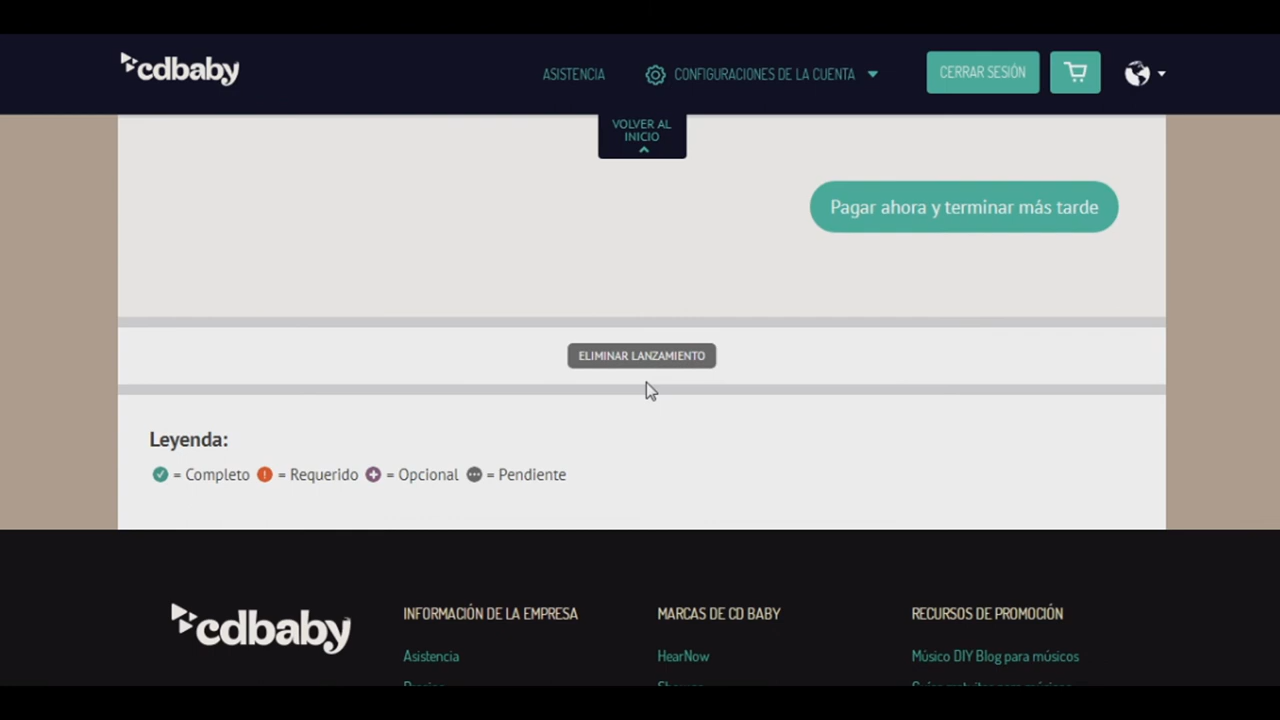 cdbaby
ASISTENCIA
CONFIGURACIONES DE LA CUENTA
CERRAR SESIÓN
VOLVER AL
INICIO
Pagar ahora y terminar más tarde
ELIMINAR LANZAMIENTO
Leyenda:
= Completo = Requerido = Opcional = Pendiente
cdbaby
INFORMACIÓN DE LA EMPRESA
MARCAS DE CD BABY
RECURSOS DE PROMOCIÓN
Asistencia
HearNow
Músico DIY Blog para músicos